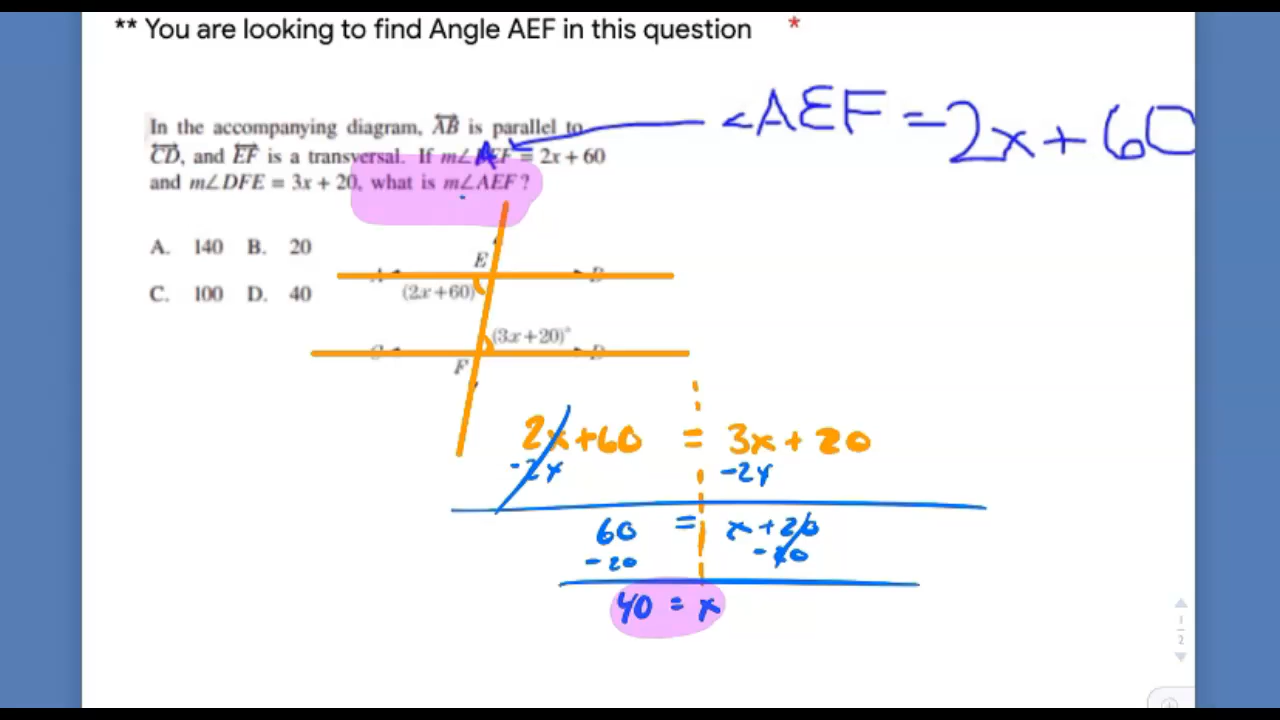 ** You are looking to find Angle AEF in this question *
∠AEF = 2x + 60
In the accompanying diagram, AB is parallel to
CD, and EF is a transversal. If m∠AEF = 2x + 60
and m∠DFE = 3x + 20, what is m∠AEF?
A. 140 B. 20
C. 100 D. 40
E
A B
(2x+60)
(3x+20)°
C D
F
2x+60 = 3x+20
-2x -2x
60 = x+20
-20 -20
40 = x
1
2